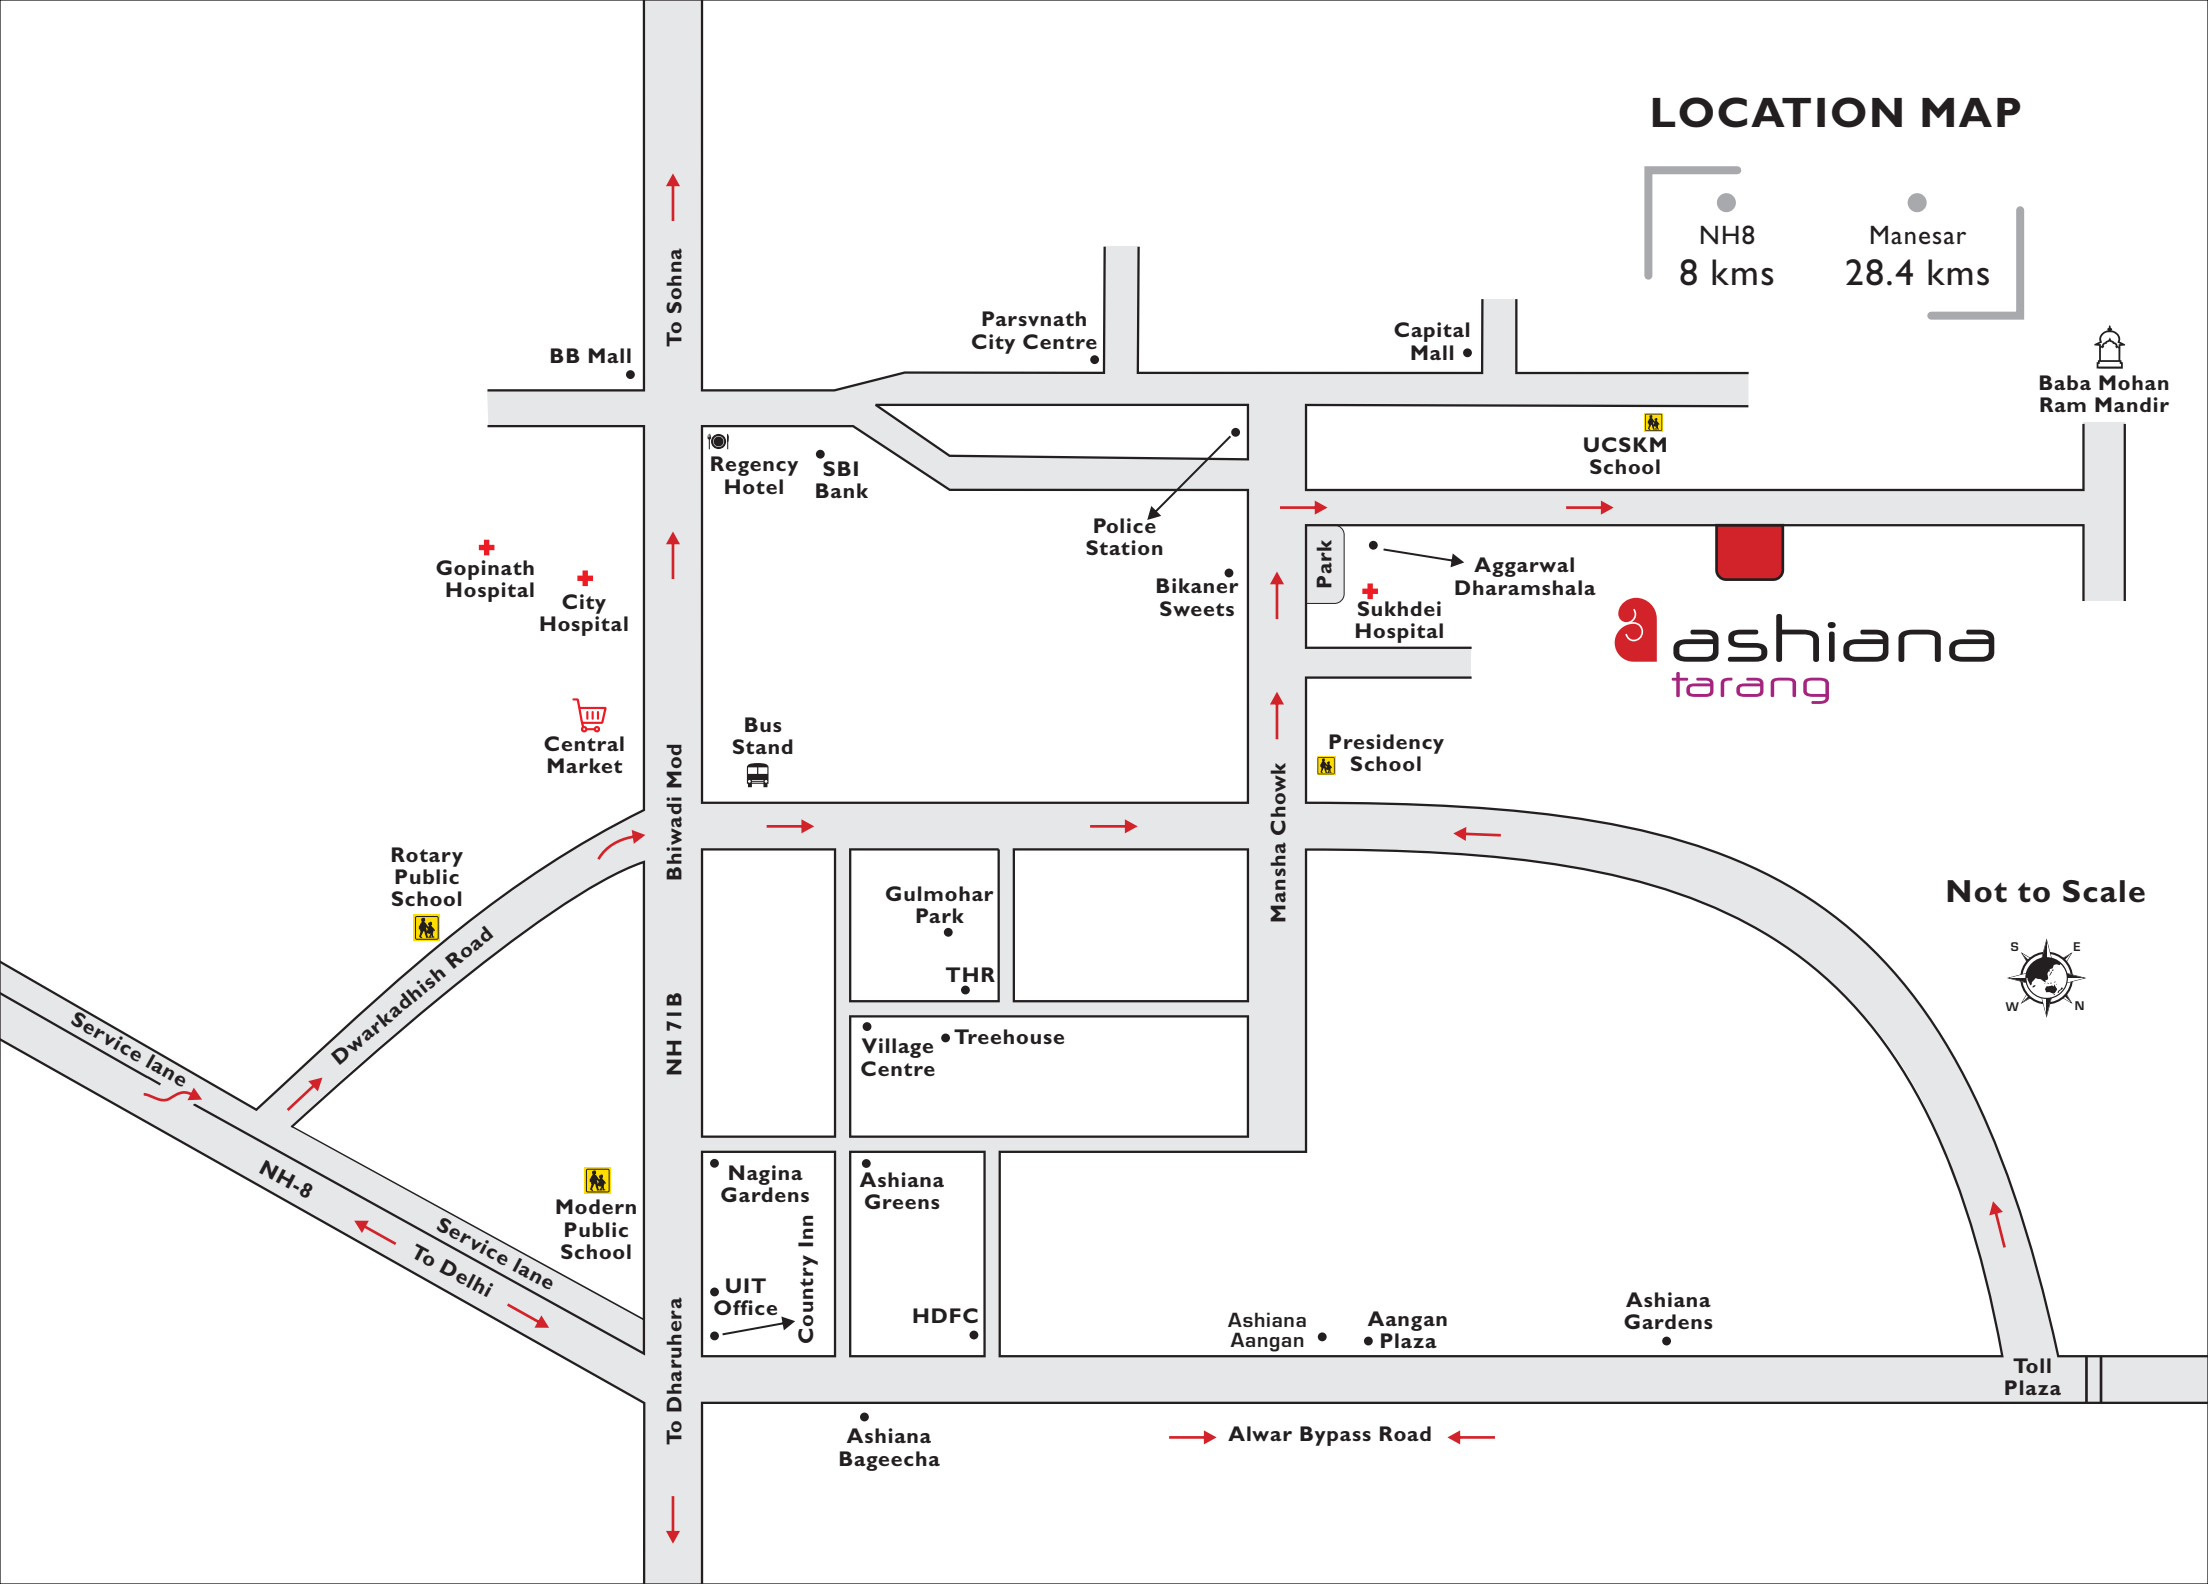 LOCATION MAP
NH8
8 kms
Manesar
28.4 kms
To Sohna
Parsvnath
City Centre
Capital
Mall
BB Mall
Baba Mohan
Ram Mandir
Regency
Hotel
SBI
Bank
UCSKM
School
Police
Station
Park
Aggarwal
Dharamshala
Gopinath
Hospital
City
Hospital
Bikaner
Sweets
Sukhdei
Hospital
ashiana
tarang
Central
Market
Bus
Stand
Bhiwadi Mod
Mansha Chowk
Presidency
School
Rotary
Public
School
Dwarkadhish Road
Gulmohar
Park
THR
Not to Scale
S
E
W
N
Service lane
NH 71B
Village
Centre
Treehouse
NH-8
To Delhi
Service lane
Modern
Public
School
Nagina
Gardens
Ashiana
Greens
Country Inn
UIT
Office
HDFC
To Dharuhera
Ashiana
Aangan
Aangan
Plaza
Ashiana
Gardens
Toll
Plaza
Ashiana
Bageecha
Alwar Bypass Road